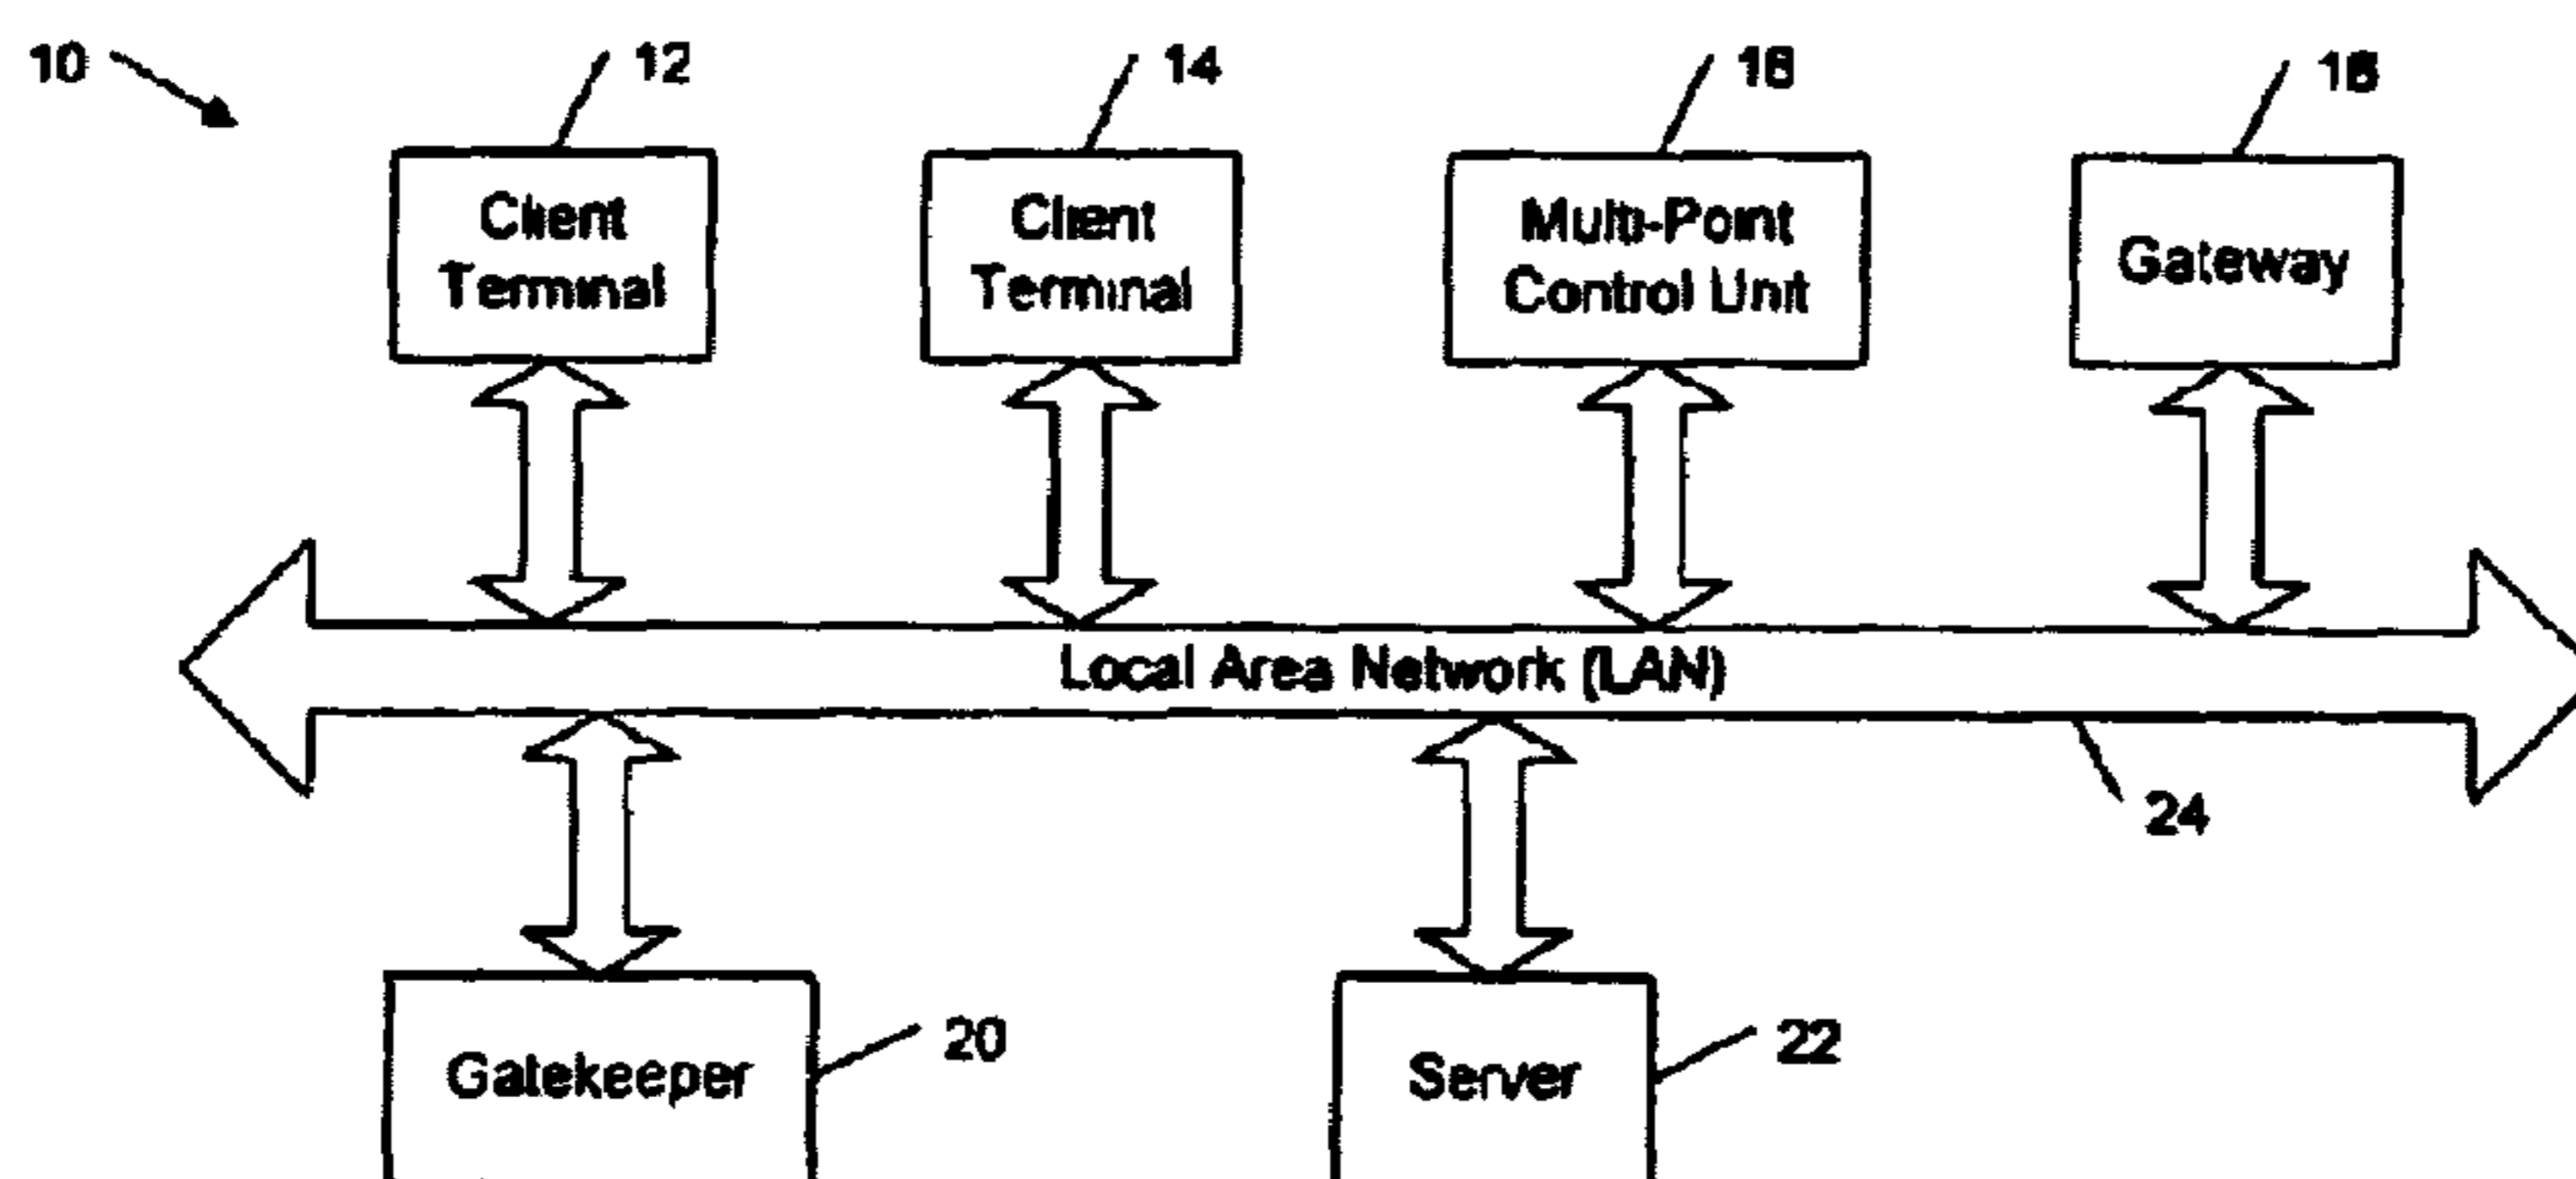 10
12
14
16
18
Client
Terminal
Client
Terminal
Multi-Point
Control Unit
Gateway
Local Area Network (LAN)
24
20
22
Gatekeeper
Server